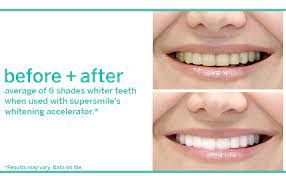 before + after
average of 6 shades whiter teeth
when used with supersmile's
whitening accelerator.*
*Results may vary. Data on file.